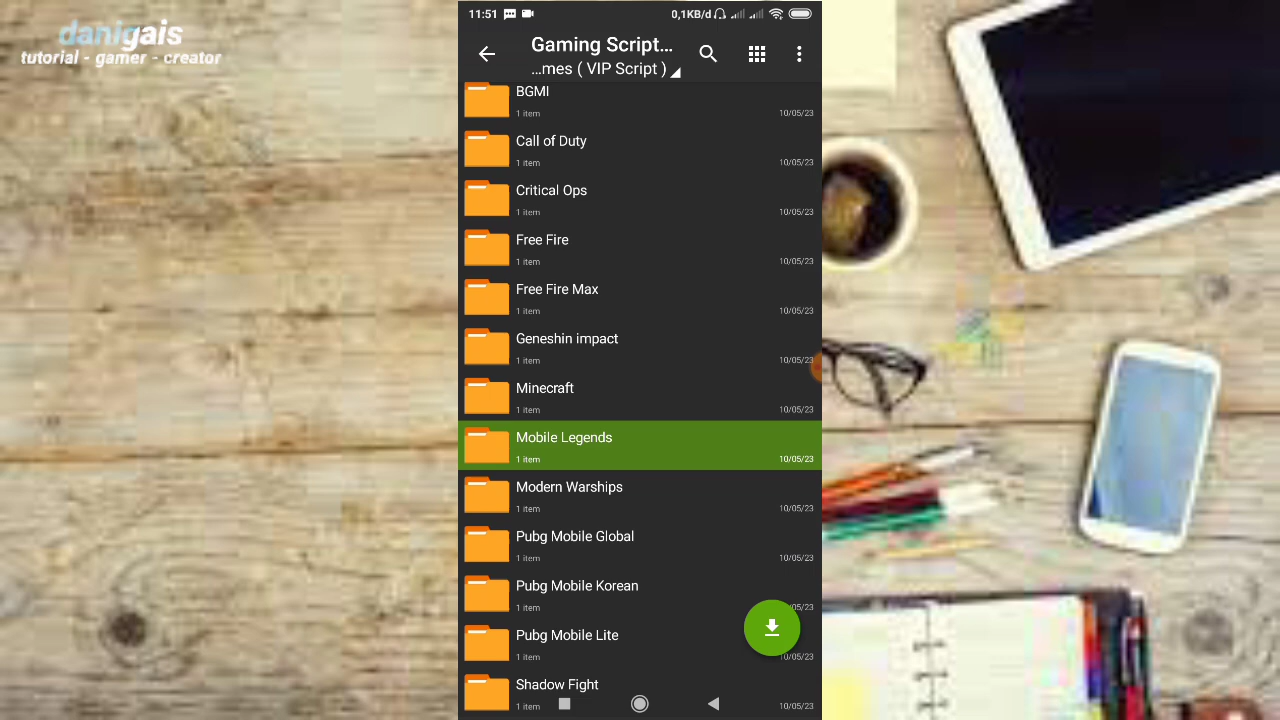 danigais
tutorial - gamer - creator
11:51
0,1KB/d
Gaming Script...
...mes ( VIP Script )
BGMI
1 item
10/05/23
Call of Duty
1 item
10/05/23
Critical Ops
1 item
10/05/23
Free Fire
1 item
10/05/23
Free Fire Max
1 item
10/05/23
Geneshin impact
1 item
10/05/23
Minecraft
1 item
10/05/23
Mobile Legends
1 item
10/05/23
Modern Warships
1 item
10/05/23
Pubg Mobile Global
1 item
10/05/23
Pubg Mobile Korean
1 item
/05/23
Pubg Mobile Lite
1 item
10/05/23
Shadow Fight
1 item
10/05/23